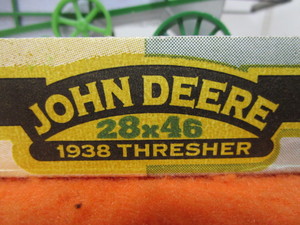 JOHN DEERE
28x46
1938 THRESHER